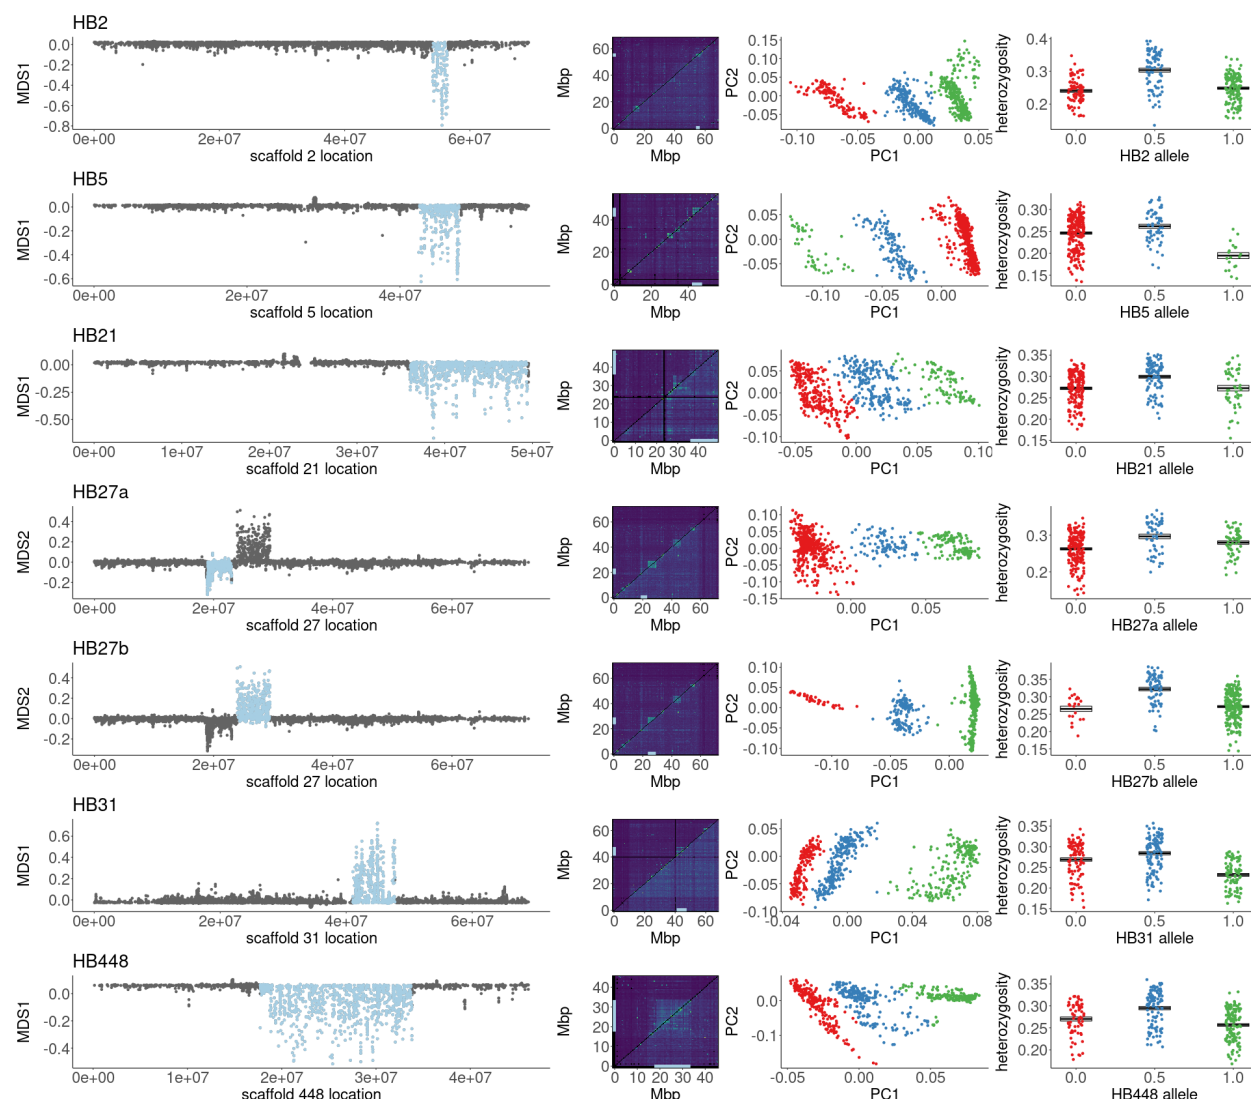 HB2
MDS1
0.0
-0.2
-0.4
-0.6
-0.8
0e+00 2e+07 4e+07 6e+07
scaffold 2 location
Mbp
60
40
20
0
0 20 40 60
Mbp
PC2
0.15
0.10
0.05
0.00
-0.05
-0.10 -0.05 0.00 0.05
PC1
heterozygosity
0.4
0.3
0.2
0.0 0.5 1.0
HB2 allele
HB5
MDS1
0.0
-0.2
-0.4
-0.6
0e+00 2e+07 4e+07
scaffold 5 location
Mbp
40
20
0
20 40
Mbp
PC2
0.05
0.00
-0.05
-0.10 -0.05 0.00
PC1
heterozygosity
0.30
0.25
0.20
0.15
0.0 0.5 1.0
HB5 allele
HB21
MDS1
0.00
-0.25
-0.50
0e+00 1e+07 2e+07 3e+07 4e+07 5e+07
scaffold 21 location
Mbp
40
30
20
10
0
0 10 20 30 40
Mbp
PC2
0.05
0.00
-0.05
-0.10
-0.05 0.00 0.05 0.10
PC1
heterozygosity
0.35
0.30
0.25
0.20
0.15
0.0 0.5 1.0
HB21 allele
HB27a
MDS2
0.4
0.2
0.0
-0.2
0e+00 2e+07 4e+07 6e+07
scaffold 27 location
Mbp
60
40
20
0
0 20 40 60
Mbp
PC2
0.10
0.05
0.00
-0.05
-0.10
-0.15
0.00 0.05
PC1
heterozygosity
0.3
0.2
0.0 0.5 1.0
HB27a allele
HB27b
MDS2
0.4
0.2
0.0
-0.2
0e+00 2e+07 4e+07 6e+07
scaffold 27 location
Mbp
60
40
20
0
0 20 40 60
Mbp
PC2
0.10
0.05
0.00
-0.05
-0.10
-0.10 -0.05 0.00
PC1
heterozygosity
0.35
0.30
0.25
0.20
0.15
0.0 0.5 1.0
HB27b allele
HB31
MDS1
0.6
0.4
0.2
0.0
0e+00 2e+07 4e+07 6e+07
scaffold 31 location
Mbp
60
40
20
0
0 20 40 60
Mbp
PC2
0.05
0.00
-0.05
-0.10
-0.04 0.00 0.04 0.08
PC1
heterozygosity
0.35
0.30
0.25
0.20
0.15
0.0 0.5 1.0
HB31 allele
HB448
MDS1
0.0
-0.2
-0.4
0e+00 1e+07 2e+07 3e+07 4e+07
scaffold 448 location
Mbp
40
30
20
10
0
0 10 20 30 40
Mbp
PC2
0.0
-0.1
-0.05 0.00 0.05
PC1
heterozygosity
0.35
0.30
0.25
0.20
0.0 0.5 1.0
HB448 allele